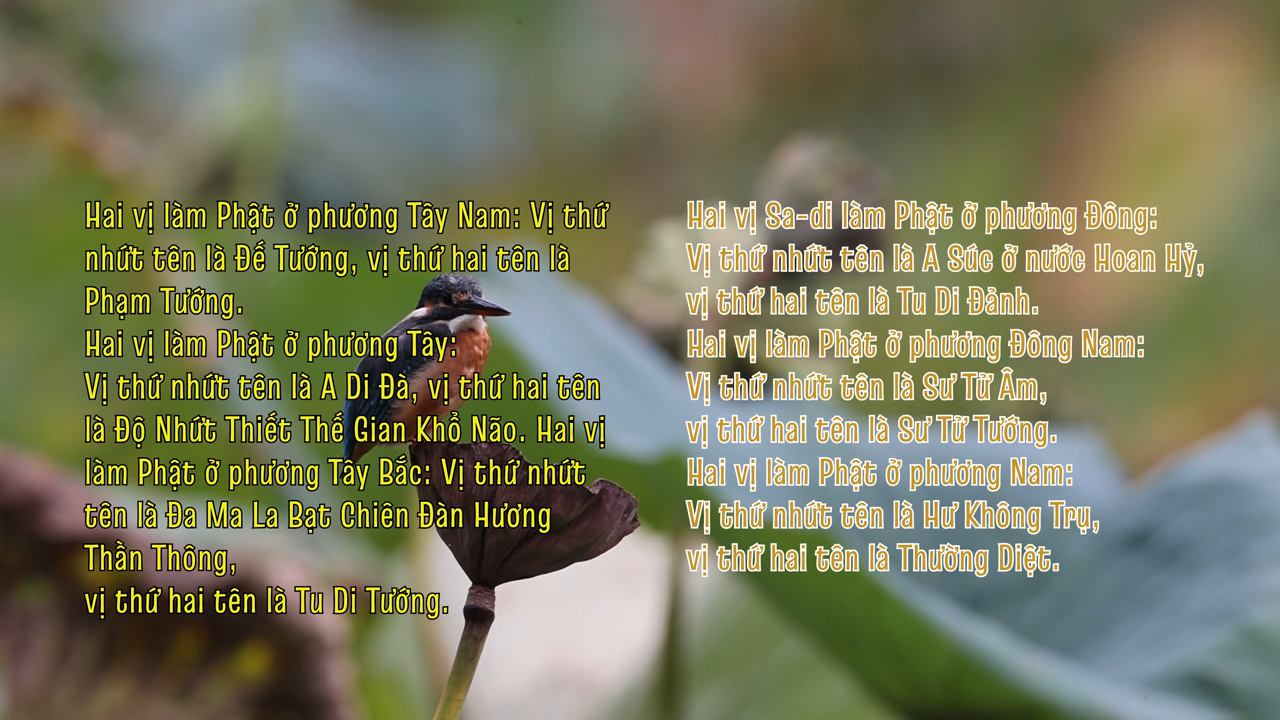 Hai vị làm Phật ở phương Tây Nam: Vị thứ
nhứt tên là Đế Tướng, vị thứ hai tên là
Phạm Tướng.
Hai vị làm Phật ở phương Tây:
Vị thứ nhứt tên là A Di Đà, vị thứ hai tên
là Độ Nhứt Thiết Thế Gian Khổ Não. Hai vị
làm Phật ở phương Tây Bắc: Vị thứ nhứt
tên là Đa Ma La Bạt Chiên Đàn Hương
Thần Thông,
vị thứ hai tên là Tu Di Tướng.
Hai vị Sa-di làm Phật ở phương Đông:
Vị thứ nhứt tên là A Súc ở nước Hoan Hỷ,
vị thứ hai tên là Tu Di Đảnh.
Hai vị làm Phật ở phương Đông Nam:
Vị thứ nhứt tên là Sư Tử Âm,
vị thứ hai tên là Sư Tử Tướng.
Hai vị làm Phật ở phương Nam:
Vị thứ nhứt tên là Hư Không Trụ,
vị thứ hai tên là Thường Diệt.